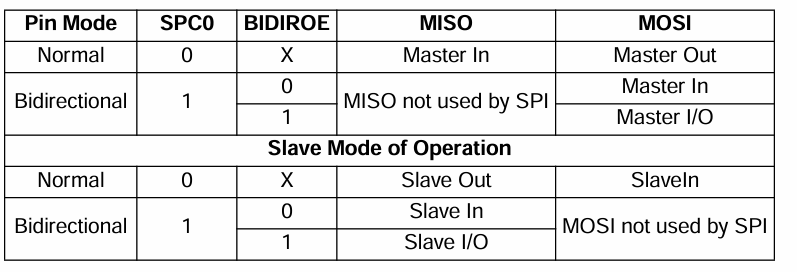 Pin Mode SPC0 BIDIROE MISO MOSI
Normal 0 X Master In Master Out
Bidirectional 1 0 MISO not used by SPI Master In
1 Master I/O
Slave Mode of Operation
Normal 0 X Slave Out SlaveIn
Bidirectional 1 0 Slave In MOSI not used by SPI
1 Slave I/O